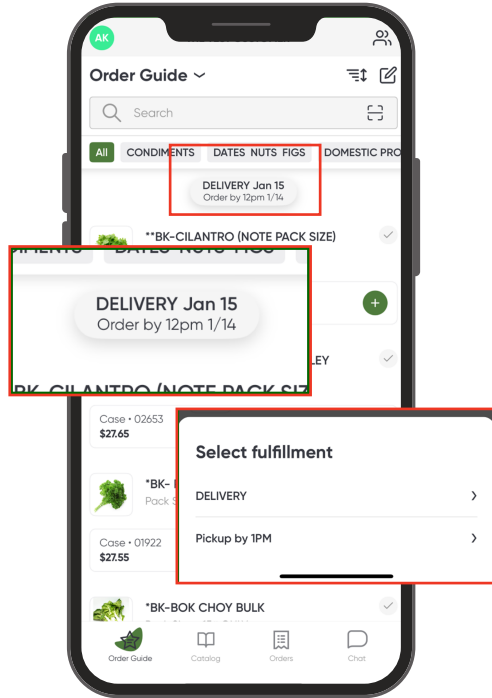 AK
Order Guide
Search
All CONDIMENTS DATES NUTS FIGS DOMESTIC PRO
DELIVERY Jan 15
Order by 12pm 1/14
**BK-CILANTRO (NOTE PACK SIZE)
DELIVERY Jan 15
Order by 12pm 1/14
LEY
BK-CILANTRO (NOTE PACK SIZ
Case • 02653
$27.65
*BK-
Pack S
Case • 01922
$27.55
Select fulfillment
DELIVERY
Pickup by 1PM
*BK-BOK CHOY BULK
Order Guide Catalog Orders Chat